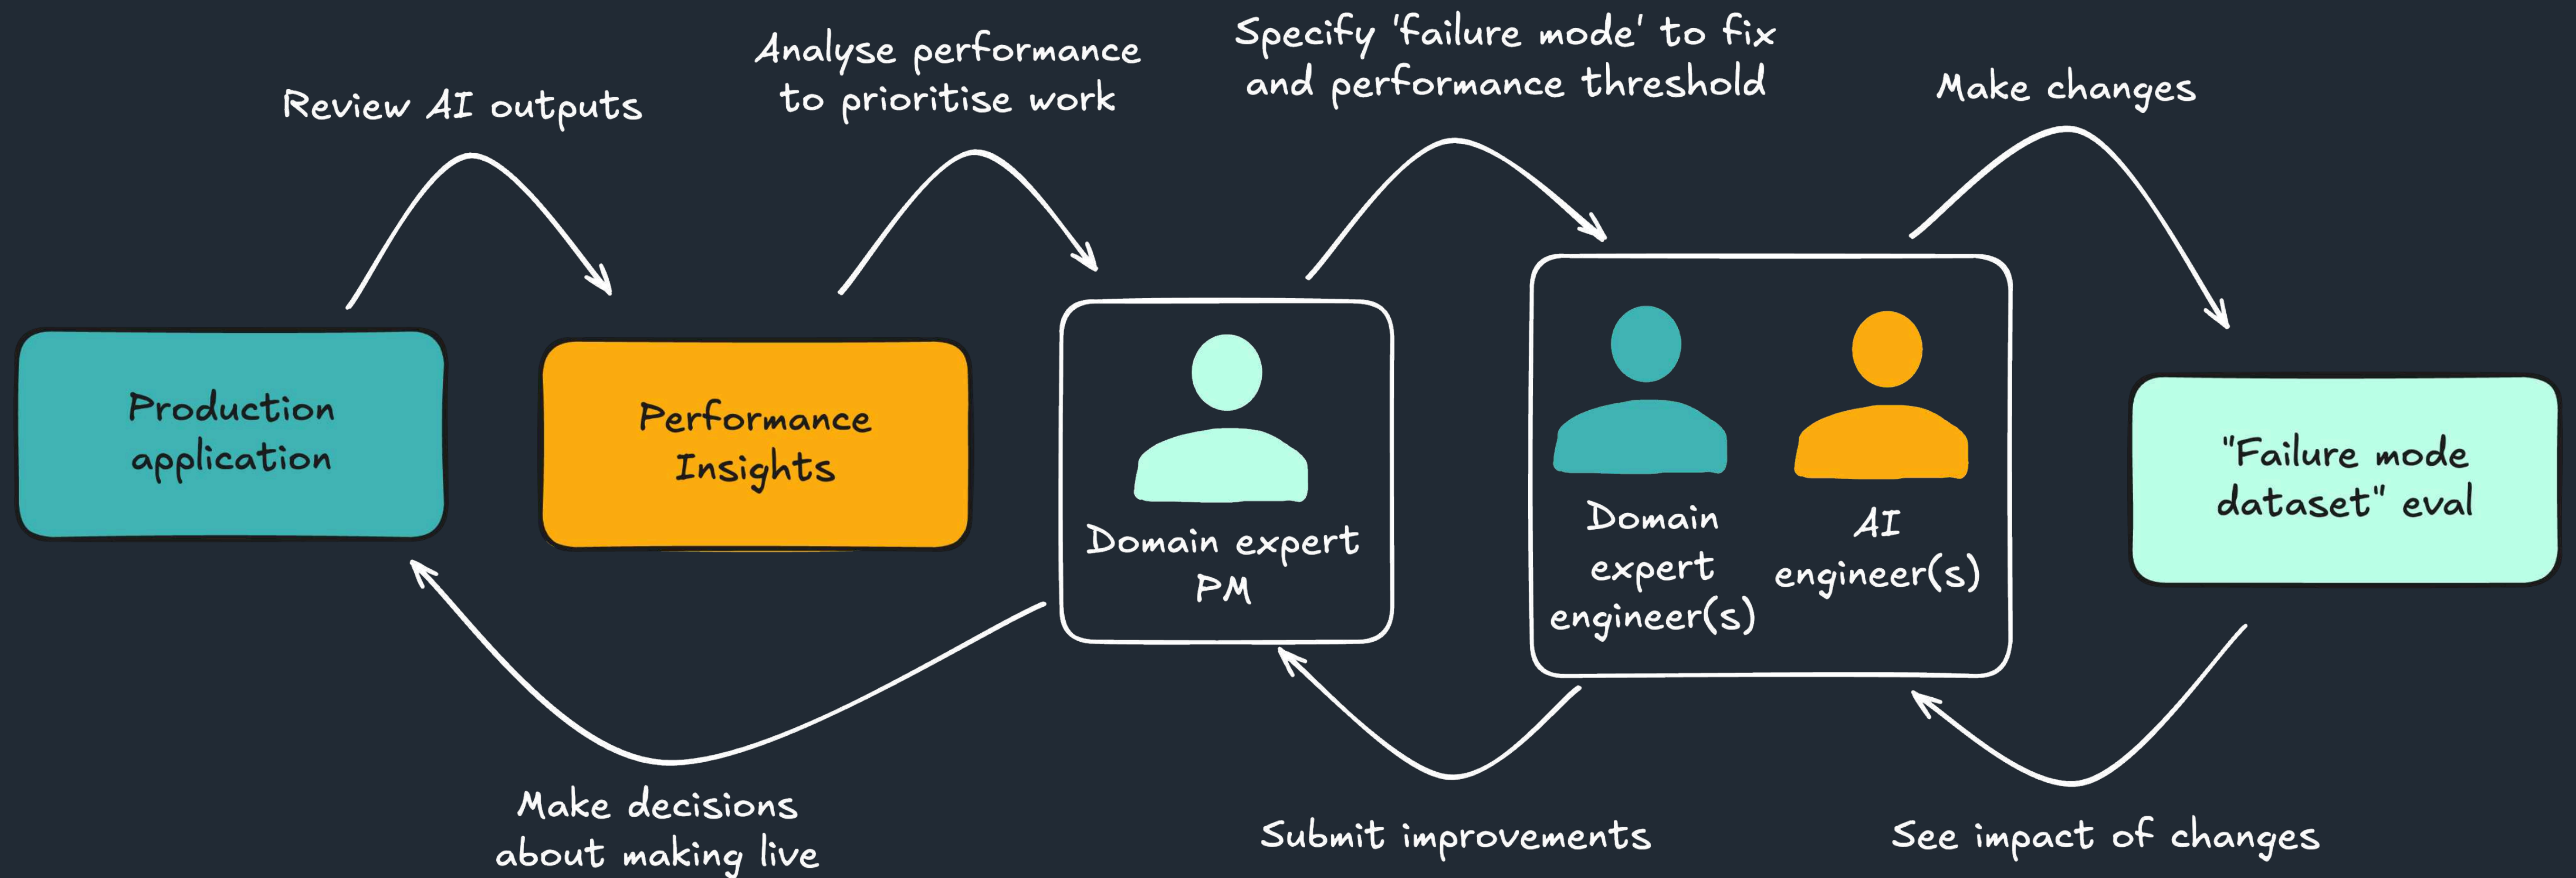 Review AI outputs
Analyse performance
to prioritise work
Specify 'failure mode' to fix
and performance threshold
Make changes
Production
application
Performance
Insights
Domain expert
PM
Domain
expert
engineer(s)
AI
engineer(s)
"Failure mode
dataset" eval
Make decisions
about making live
Submit improvements
See impact of changes